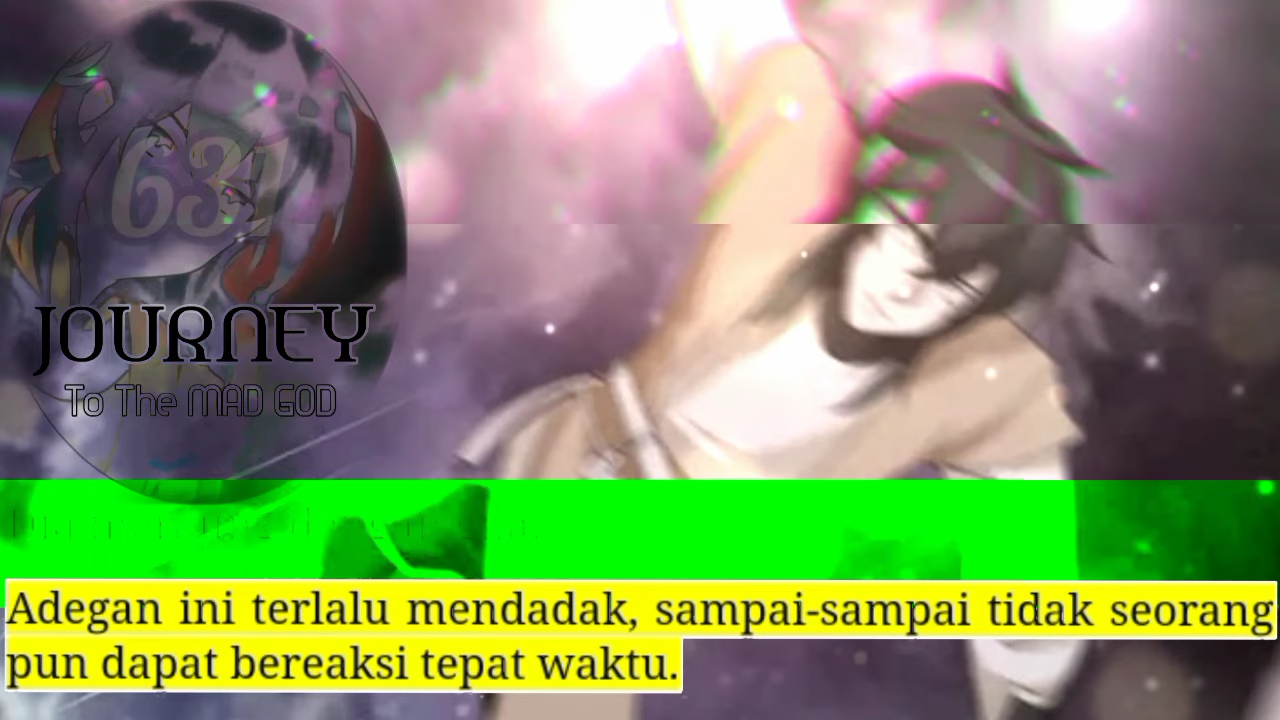 631
JOURNEY
To The MAD GOD
Adegan ini terlalu mendadak, sampai-sampai tidak seorang
pun dapat bereaksi tepat waktu.